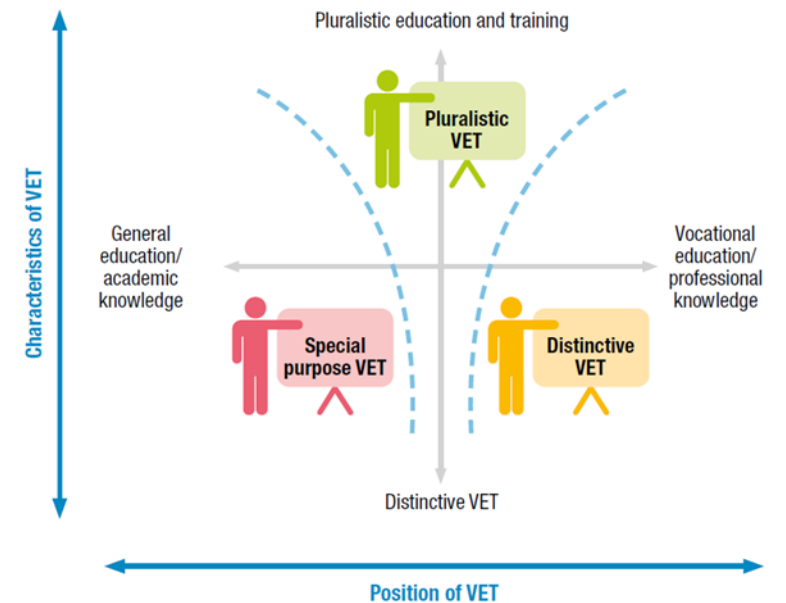 Pluralistic education and training
Pluralistic
VET
Characteristics of VET
General
education/
academic
knowledge
Vocational
education/
professional
knowledge
Special
purpose VET
Distinctive
VET
Distinctive VET
Position of VET